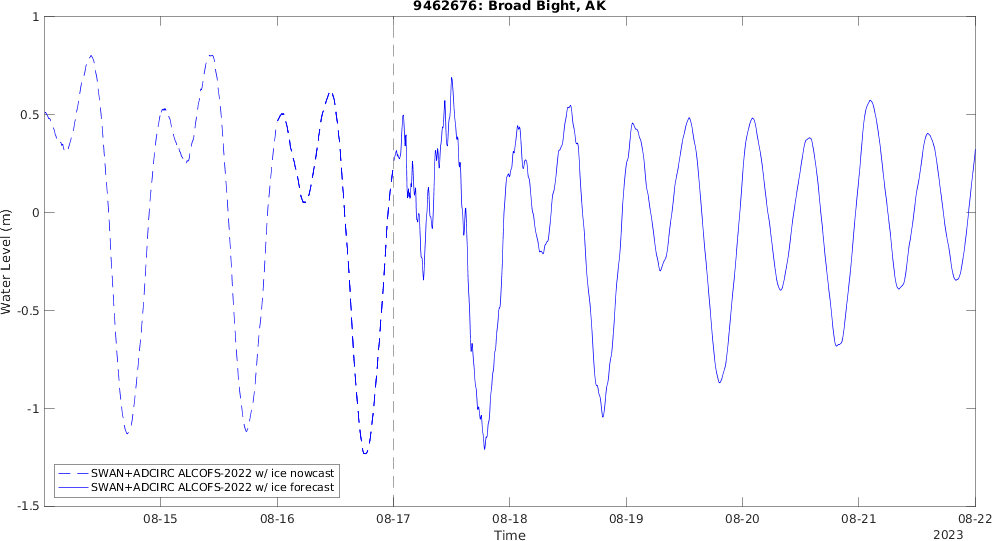 9462676: Broad Bight, AK
1
0.5
0
-0.5
-1
-1.5
Water Level (m)
SWAN+ADCIRC ALCOFS-2022 w/ ice nowcast
SWAN+ADCIRC ALCOFS-2022 w/ ice forecast
08-15 08-16 08-17 08-18 08-19 08-20 08-21 08-22
Time
2023